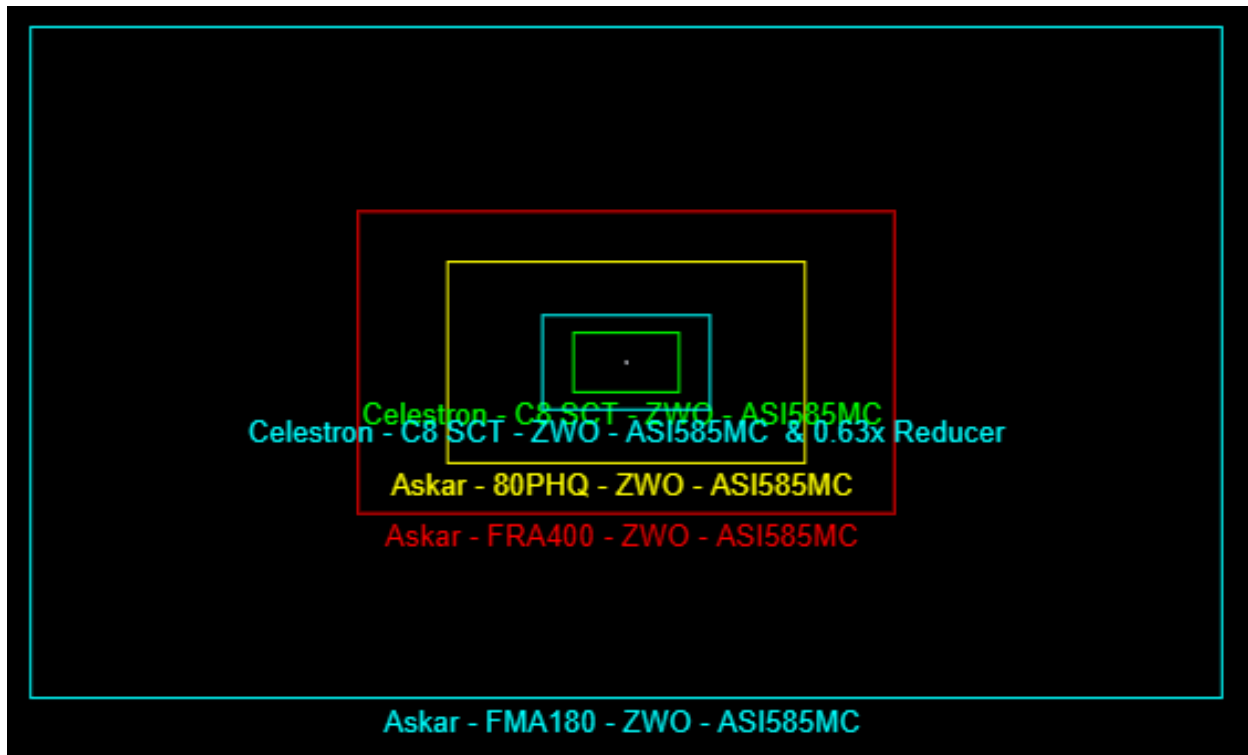 Celestron - C8 SCT - ZWO - ASI585MC
Celestron - C8 SCT - ZWO - ASI585MC & 0.63x Reducer
Askar - 80PHQ - ZWO - ASI585MC
Askar - FRA400 - ZWO - ASI585MC
Askar - FMA180 - ZWO - ASI585MC